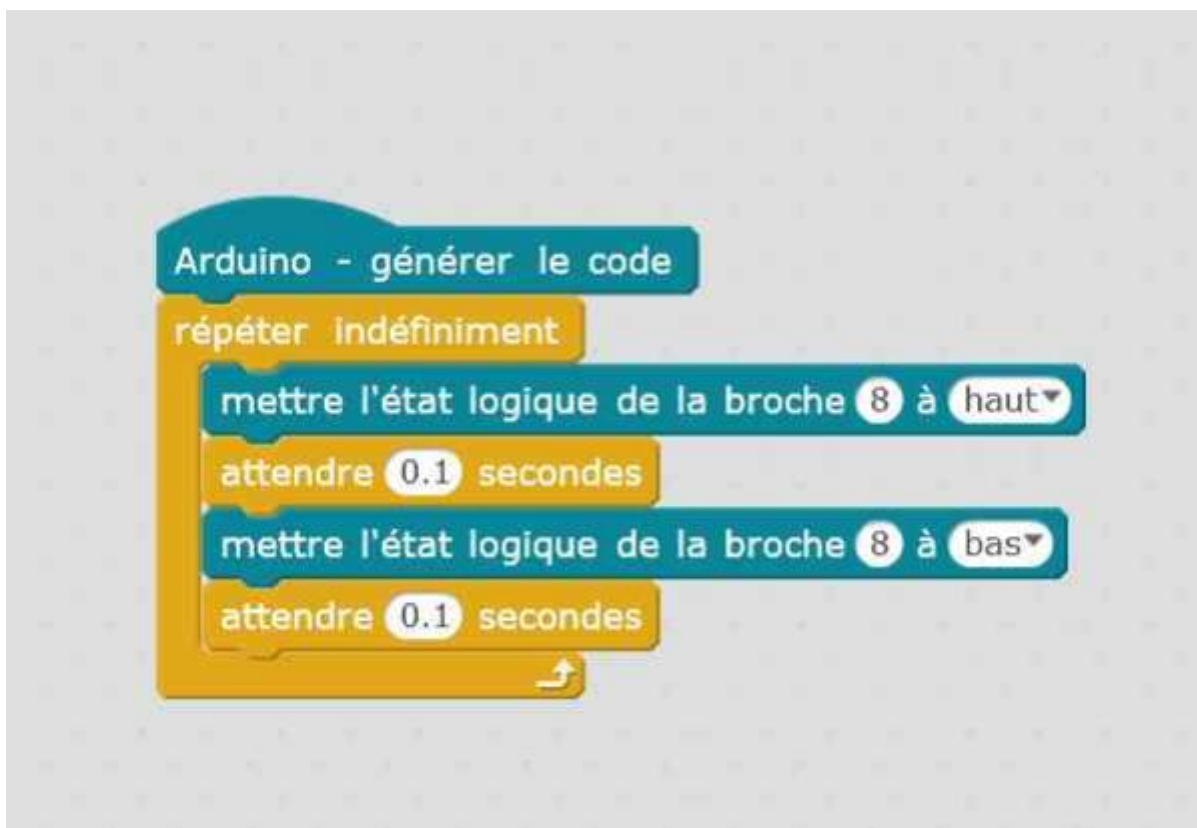 Arduino - générer le code
répéter indéfiniment
mettre l'état logique de la broche 8 à haut
attendre 0.1 secondes
mettre l'état logique de la broche 8 à bas
attendre 0.1 secondes